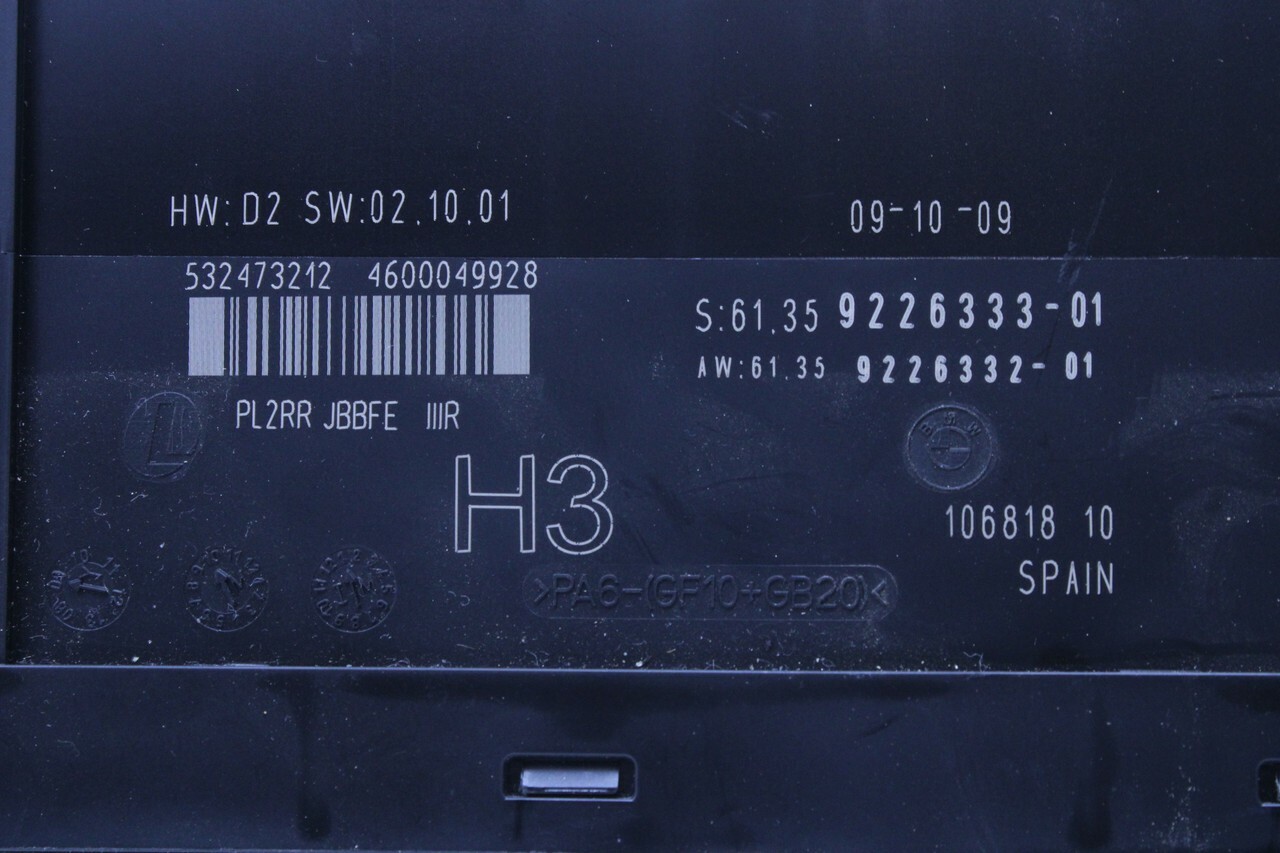 HW: D2 SW:02.10.01
09-10-09
532473212 4600049928
S:61.35 9226333-01
AW:61.35 9226332-01
PL2RR JBBFE IIIR
BMW
H3
106818 10
SPAIN
>PA6-(GF10+GB20)<